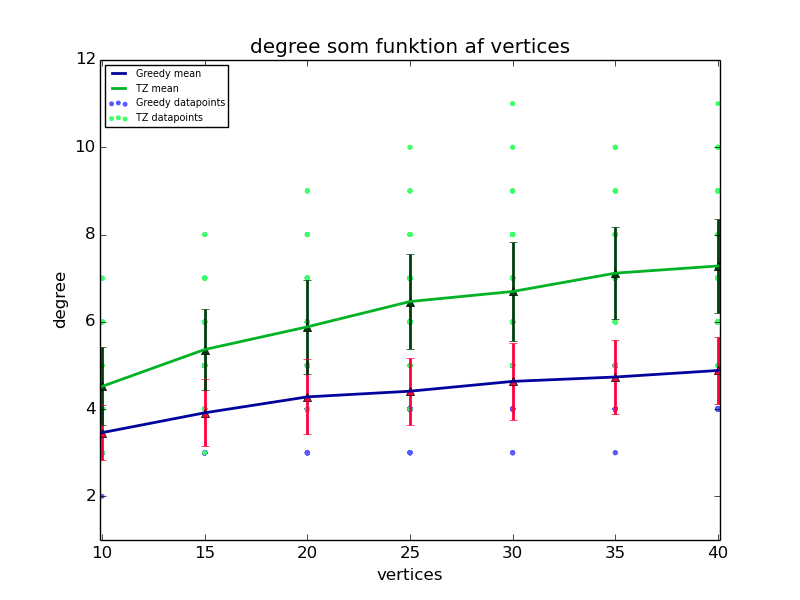 degree som funktion af vertices
Greedy mean
TZ mean
Greedy datapoints
TZ datapoints
12
10
8
6
4
2
degree
10 15 20 25 30 35 40
vertices